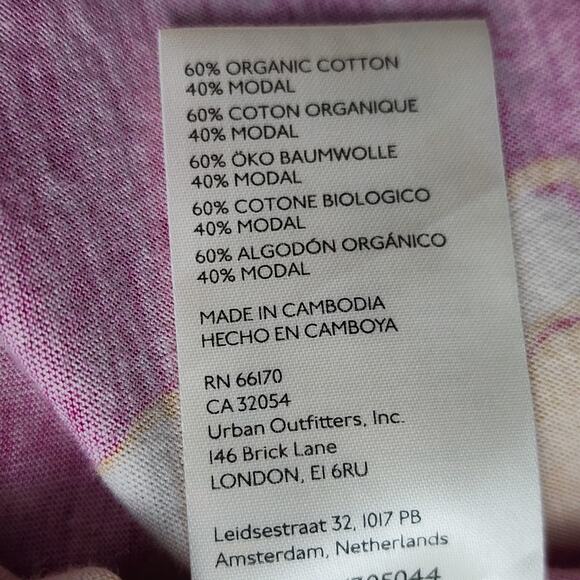 60% ORGANIC COTTON
40% MODAL
60% COTON ORGANIQUE
40% MODAL
60% ÖKO BAUMWOLLE
40% MODAL
60% COTONE BIOLOGICO
40% MODAL
60% ALGODÓN ORGÁNICO
40% MODAL
MADE IN CAMBODIA
HECHO EN CAMBOYA
RN 66170
CA 32054
Urban Outfitters, Inc.
146 Brick Lane
LONDON, E1 6RU
Leidsestraat 32, 1017 PB
Amsterdam, Netherlands